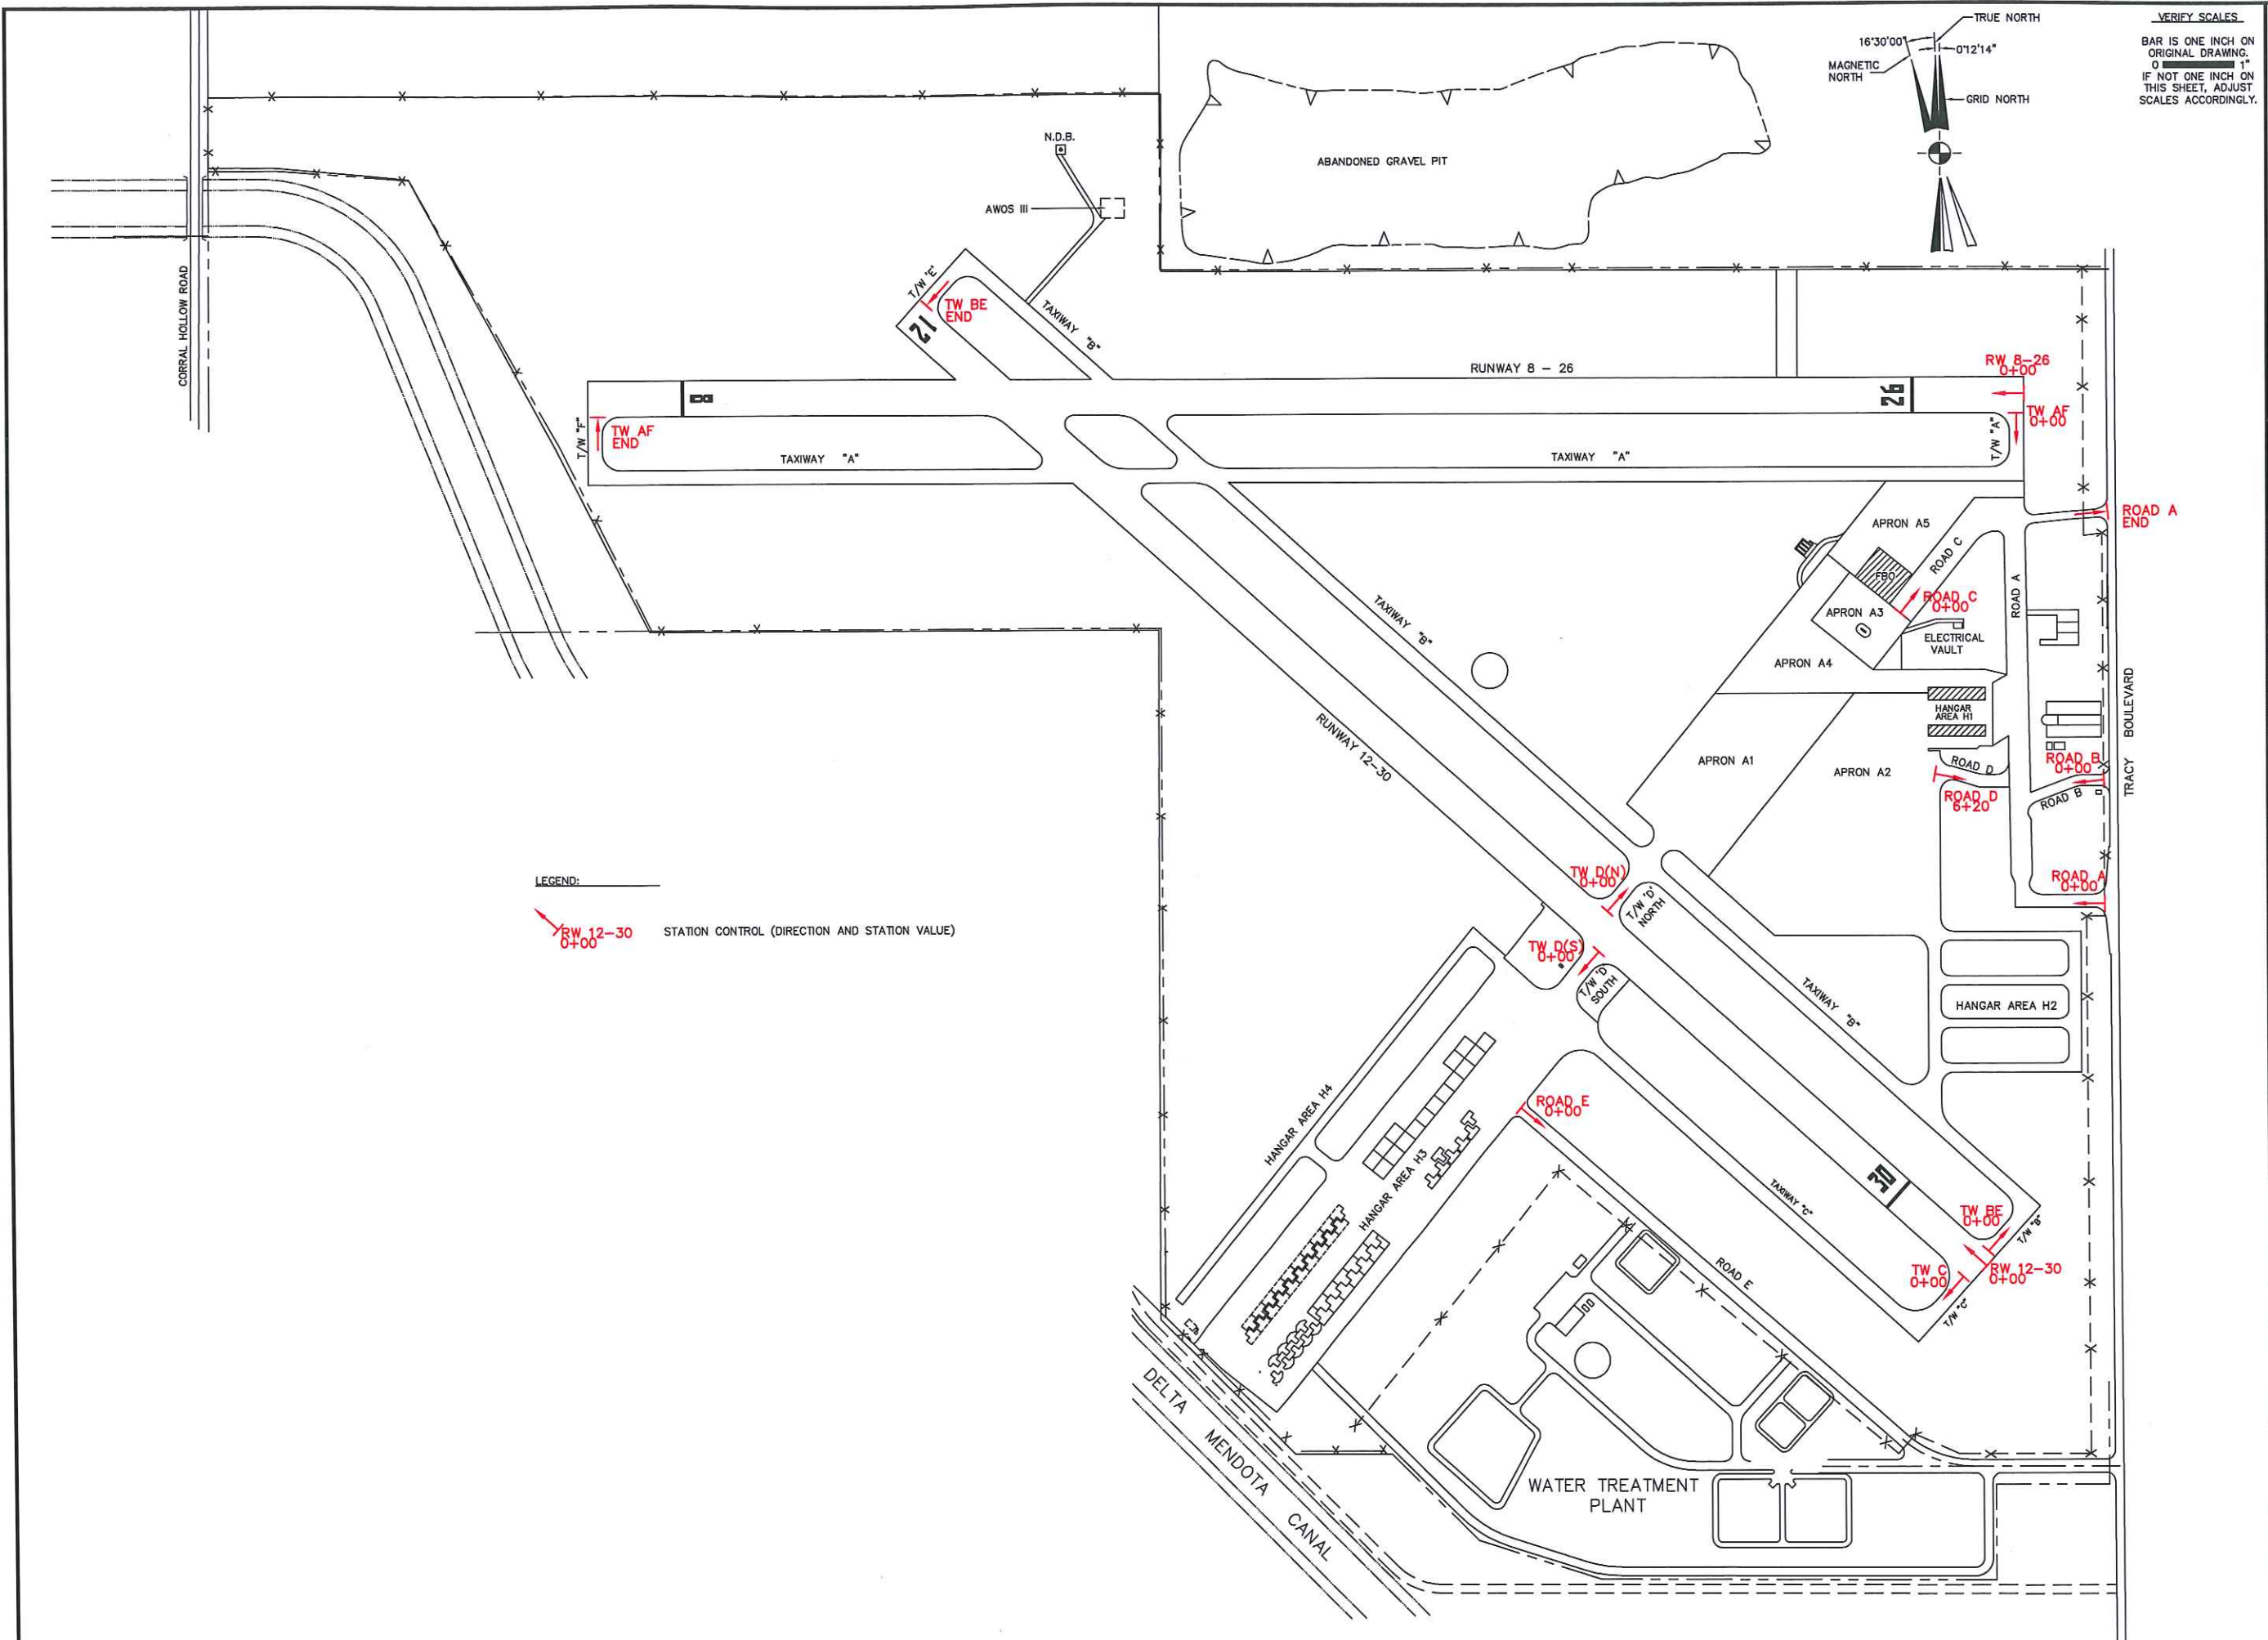 TRUE NORTH
16°30'00"
0°12'14"
MAGNETIC
NORTH
GRID NORTH
VERIFY SCALES
BAR IS ONE INCH ON
ORIGINAL DRAWING.
0 1"
IF NOT ONE INCH ON
THIS SHEET, ADJUST
SCALES ACCORDINGLY.
N.D.B.
ABANDONED GRAVEL PIT
AWOS III
CORRAL HOLLOW ROAD
T/W 'E'
TW BE
END
12
TAXIWAY "B"
RUNWAY 8 - 26
RW 8-26
0+00
8
26
TW AF
0+00
T/W "F"
TW AF
END
TAXIWAY "A"
TAXIWAY "A"
T/W "A"
ROAD A
END
APRON A5
ROAD C
FBO
ROAD C
0+00
ROAD A
APRON A3
ELECTRICAL
VAULT
TAXIWAY "B"
APRON A4
TRACY BOULEVARD
HANGAR
AREA H1
RUNWAY 12-30
APRON A1
APRON A2
ROAD D
ROAD B
0+00
ROAD D
6+20
ROAD B
LEGEND:
RW 12-30
0+00
STATION CONTROL (DIRECTION AND STATION VALUE)
TW D(N)
0+00
T/W 'D'
NORTH
ROAD A
0+00
TW D(S)
0+00
T/W 'D
SOUTH
TAXIWAY "B"
HANGAR AREA H2
HANGAR AREA H4
ROAD E
0+00
HANGAR AREA H3
TAXIWAY "C"
30
TW BE
0+00
T/W "B"
ROAD E
TW C
0+00
RW 12-30
0+00
T/W "C"
DELTA MENDOTA CANAL
WATER TREATMENT
PLANT